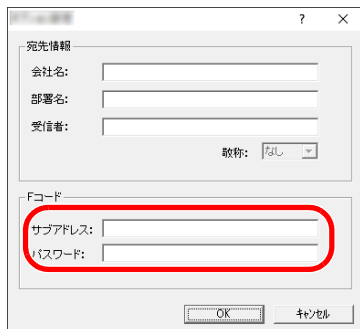 ? ×
宛先情報
会社名:
部署名:
受信者:
敬称: なし
Fコード
サブアドレス:
パスワード:
OK キャンセル